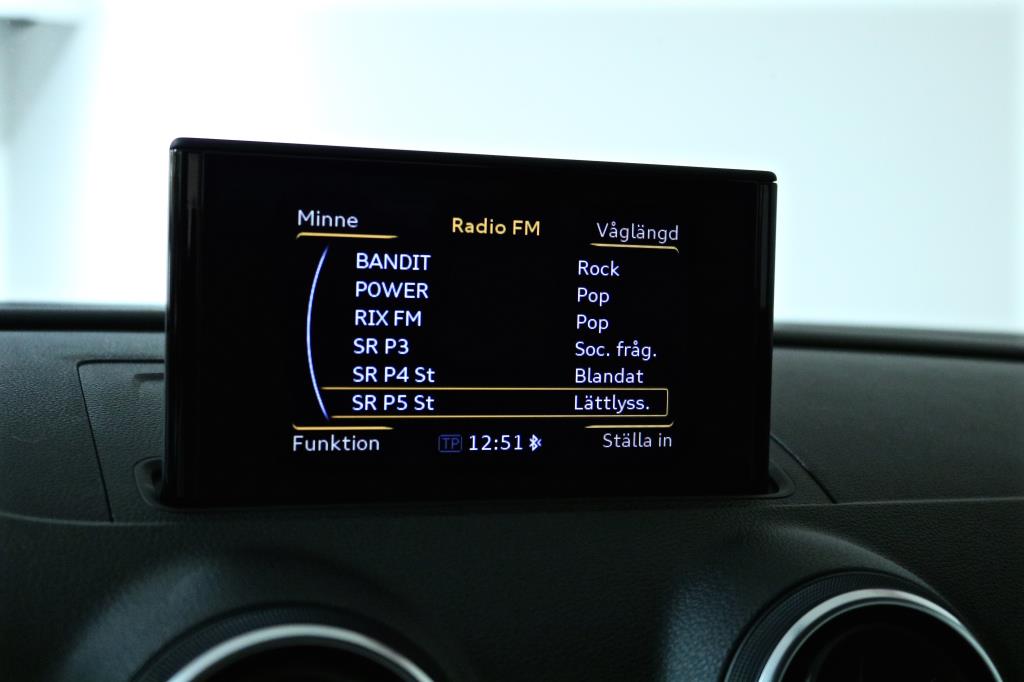 Minne Radio FM Våglängd
BANDIT Rock
POWER Pop
RIX FM Pop
SR P3 Soc. fråg.
SR P4 St Blandat
SR P5 St Lättlyss.
Funktion TP 12:51 Ställa in